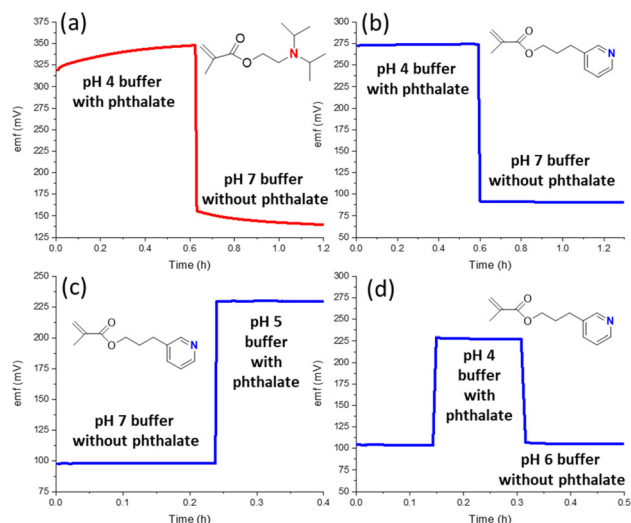 (a)
emf (mV)
375
350
325
300
275
250
225
200
175
150
125
0.0
0.2
0.4
0.6
0.8
1.0
1.2
Time (h)
pH 4 buffer
with phthalate
pH 7 buffer
without phthalate
O
O
N
(b)
emf (mV)
300
275
250
225
200
175
150
125
100
75
50
0.0
0.2
0.4
0.6
0.8
1.0
1.2
Time (h)
pH 4 buffer
with phthalate
pH 7 buffer
without phthalate
O
O
N
(c)
emf (mV)
250
225
200
175
150
125
100
75
0.0
0.1
0.2
0.3
0.4
Time (h)
O
O
N
pH 7 buffer
without phthalate
pH 5
buffer
with
phthalate
(d)
emf (mV)
300
275
250
225
200
175
150
125
100
75
50
0.0
0.1
0.2
0.3
0.4
0.5
Time (h)
O
O
N
pH 4
buffer
with
phthalate
pH 6 buffer
without phthalate